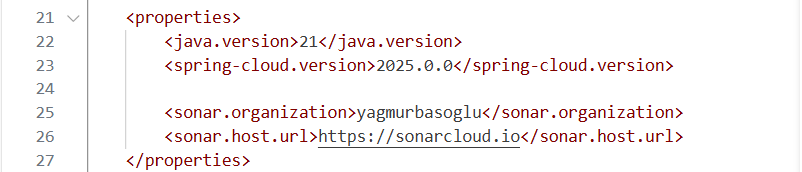 21 <properties>
22 <java.version>21</java.version>
23 <spring-cloud.version>2025.0.0</spring-cloud.version>
24
25 <sonar.organization>yagmurbasoglu</sonar.organization>
26 <sonar.host.url>https://sonarcloud.io</sonar.host.url>
27 </properties>